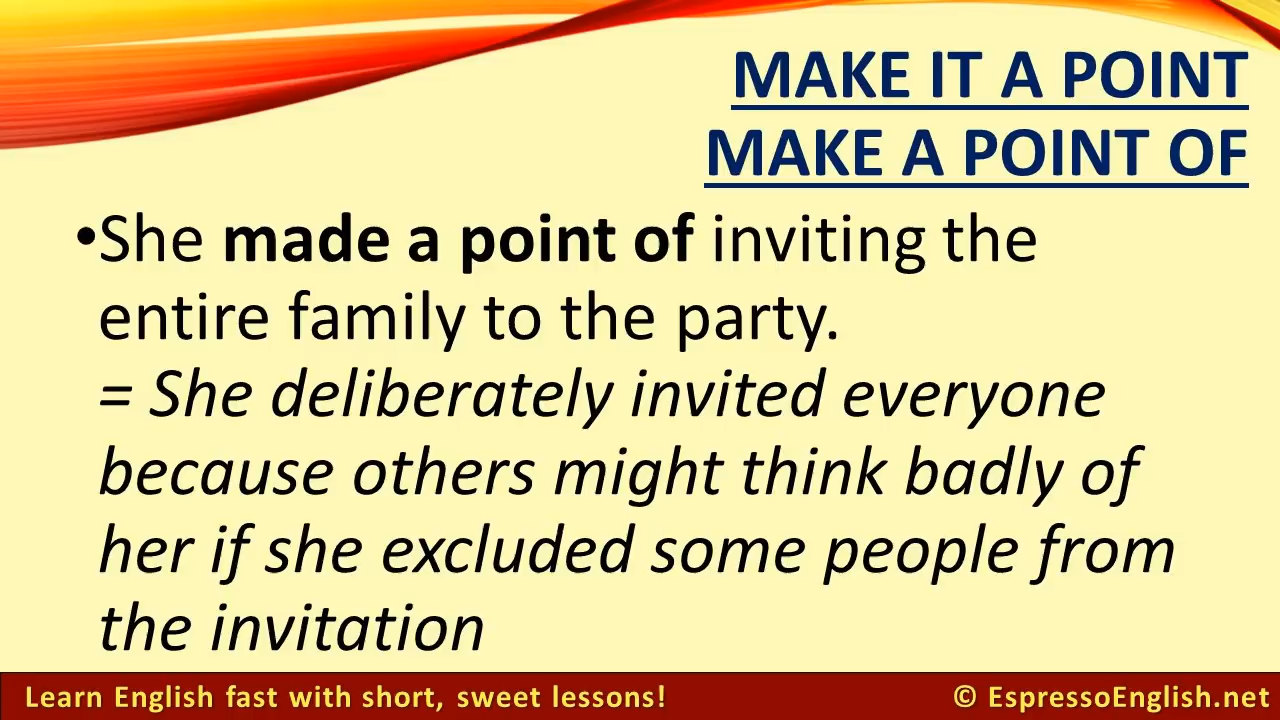 MAKE IT A POINT
MAKE A POINT OF
•She made a point of inviting the
entire family to the party.
= She deliberately invited everyone
because others might think badly of
her if she excluded some people from
the invitation
Learn English fast with short, sweet lessons!
© EspressoEnglish.net